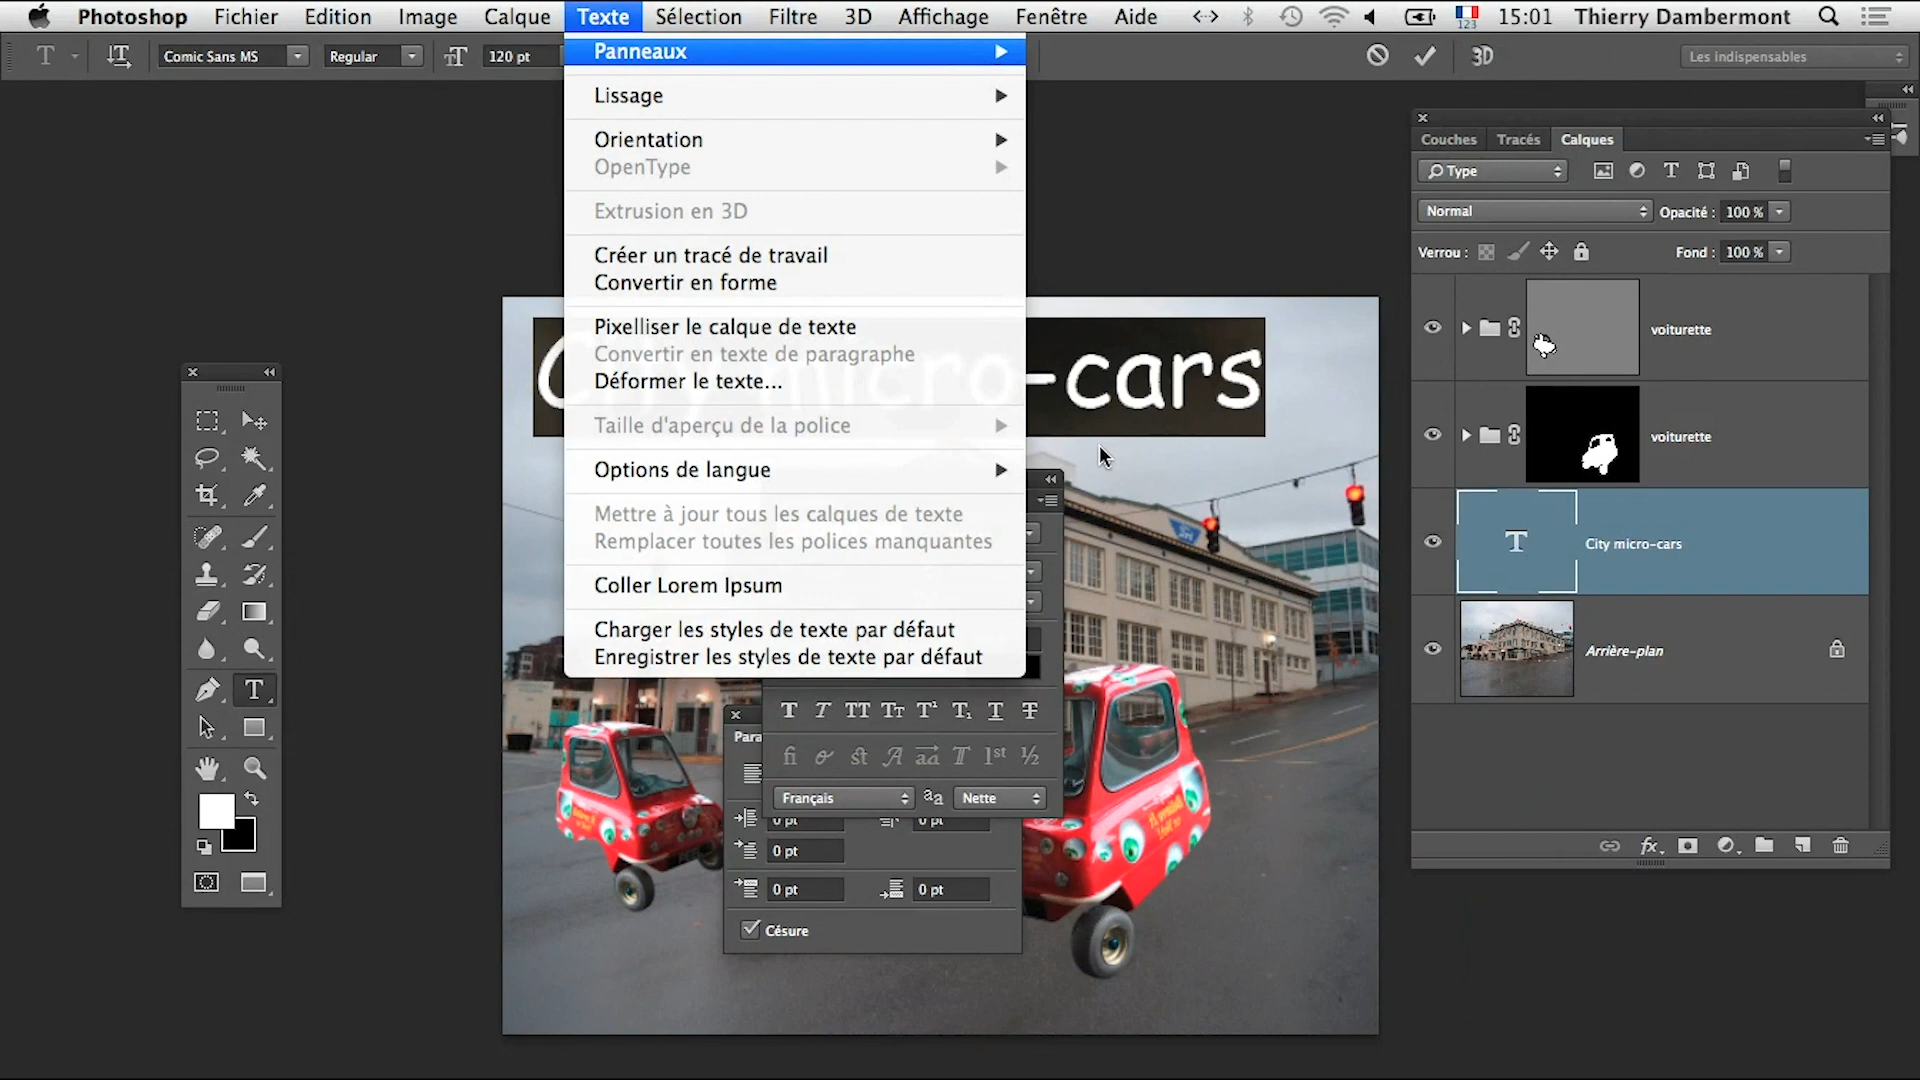 Photoshop Fichier Edition Image Calque Texte Sélection Filtre 3D Affichage Fenêtre Aide 123 15:01 Thierry Dambermont
T Comic Sans MS Regular 120 pt 3D Les indispensables
Panneaux
Lissage
Orientation
OpenType
Extrusion en 3D
Créer un tracé de travail
Convertir en forme
Pixelliser le calque de texte
Convertir en texte de paragraphe
Déformer le texte...
Taille d'aperçu de la police
Options de langue
Mettre à jour tous les calques de texte
Remplacer toutes les polices manquantes
Coller Lorem Ipsum
Charger les styles de texte par défaut
Enregistrer les styles de texte par défaut
City micro-cars
Ford
Para
Français
Nette
0 pt 0 pt
0 pt
0 pt 0 pt
Césure
Couches Tracés Calques
Type
Normal Opacité : 100 %
Verrou : Fond : 100 %
voiturette
voiturette
City micro-cars
Arrière-plan
fx